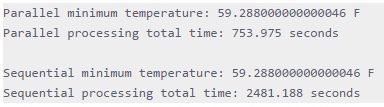 Parallel minimum temperature: 59.288000000000046 F
Parallel processing total time: 753.975 seconds
Sequential minimum temperature: 59.288000000000046 F
Sequential processing total time: 2481.188 seconds